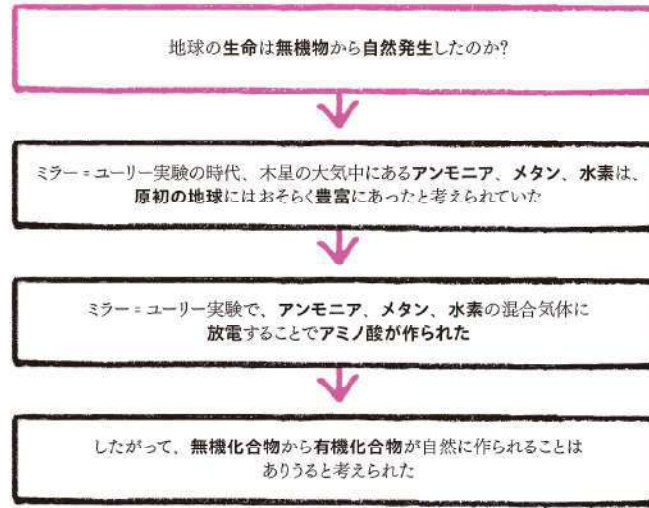 地球の生命は無機物から自然発生したのか?
ミラー=ユーリー実験の時代、木星の大気中にあるアンモニア、メタン、水素は、
原初の地球にはおそらく豊富にあったと考えられていた
ミラー=ユーリー実験で、アンモニア、メタン、水素の混合気体に
放電することでアミノ酸が作られた
したがって、無機化合物から有機化合物が自然に作られることは
ありうると考えられた